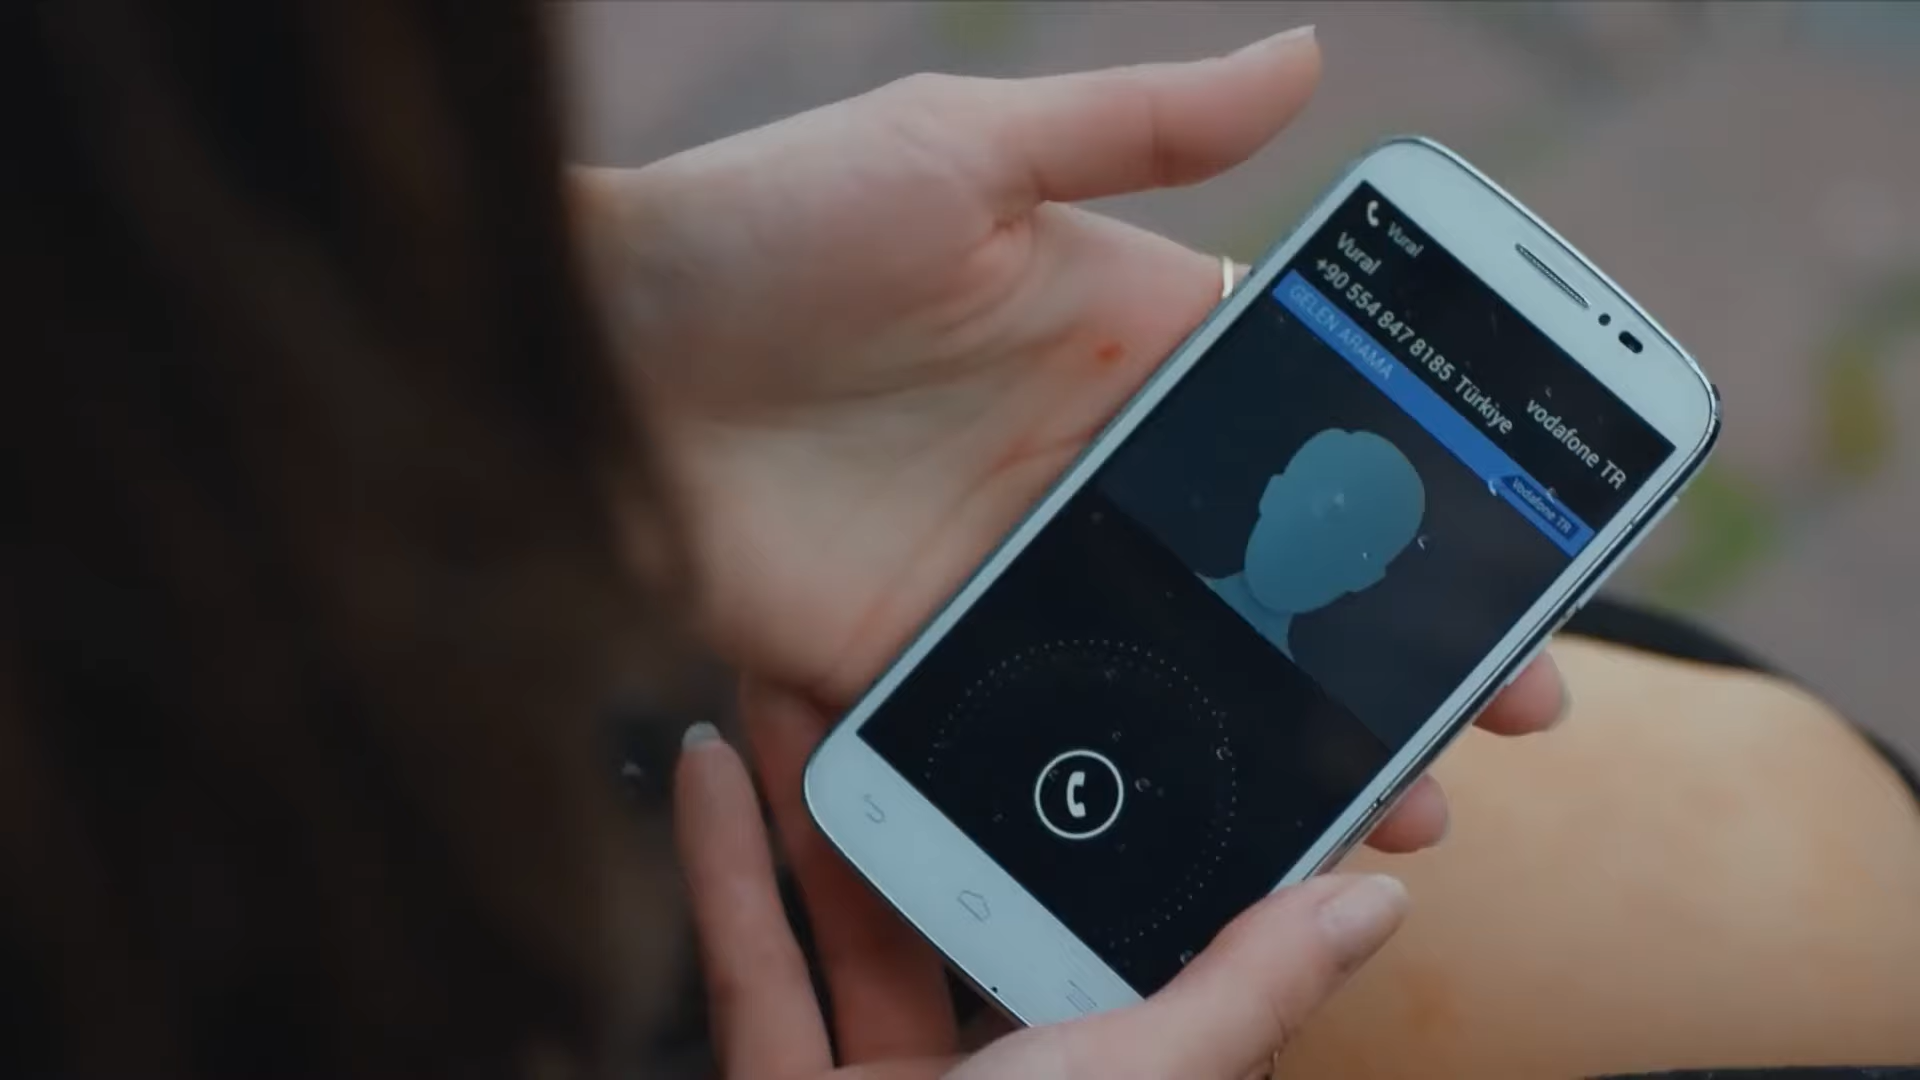 Vural
Vural
+90 554 847 8185 Türkiye
vodafone TR
GELEN ARAMA
vodafone TR